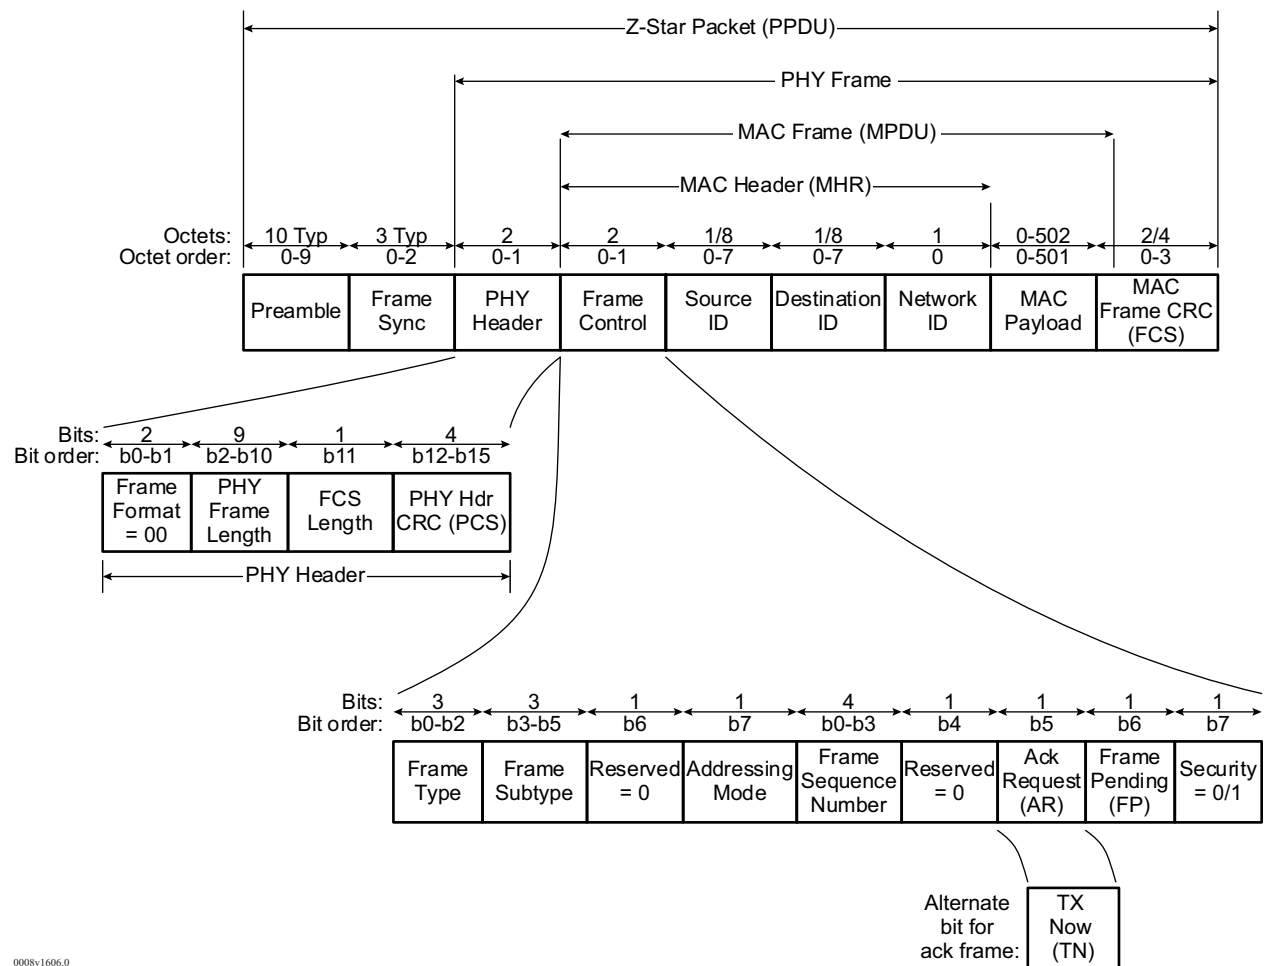 Z-Star Packet (PPDU)
PHY Frame
MAC Frame (MPDU)
MAC Header (MHR)
Octets: 10 Typ 3 Typ 2 2 1/8 1/8 1 0-502 2/4
Octet order: 0-9 0-2 0-1 0-1 0-7 0-7 0 0-501 0-3
Preamble
Frame
Sync
PHY
Header
Frame
Control
Source
ID
Destination
ID
Network
ID
MAC
Payload
MAC
Frame CRC
(FCS)
Bits: 2 9 1 4
Bit order: b0-b1 b2-b10 b11 b12-b15
Frame
Format
= 00
PHY
Frame
Length
FCS
Length
PHY Hdr
CRC (PCS)
PHY Header
Bits: 3 3 1 1 4 1 1 1 1
Bit order: b0-b2 b3-b5 b6 b7 b0-b3 b4 b5 b6 b7
Frame
Type
Frame
Subtype
Reserved
= 0
Addressing
Mode
Frame
Sequence
Number
Reserved
= 0
Ack
Request
(AR)
Frame
Pending
(FP)
Security
= 0/1
Alternate
bit for
ack frame:
TX
Now
(TN)
0008v1606.0